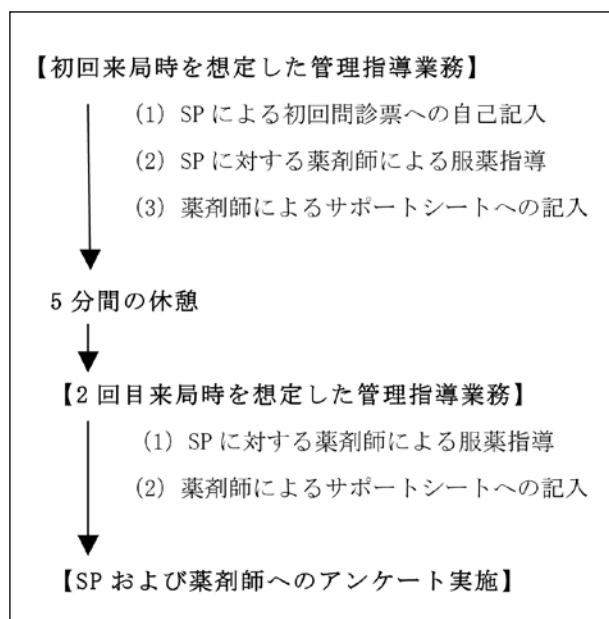 【初回来局時を想定した管理指導業務】
(1) SP による初回問診票への自己記入
(2) SP に対する薬剤師による服薬指導
(3) 薬剤師によるサポートシートへの記入
5 分間の休憩
【2 回目来局時を想定した管理指導業務】
(1) SP に対する薬剤師による服薬指導
(2) 薬剤師によるサポートシートへの記入
【SP および薬剤師へのアンケート実施】